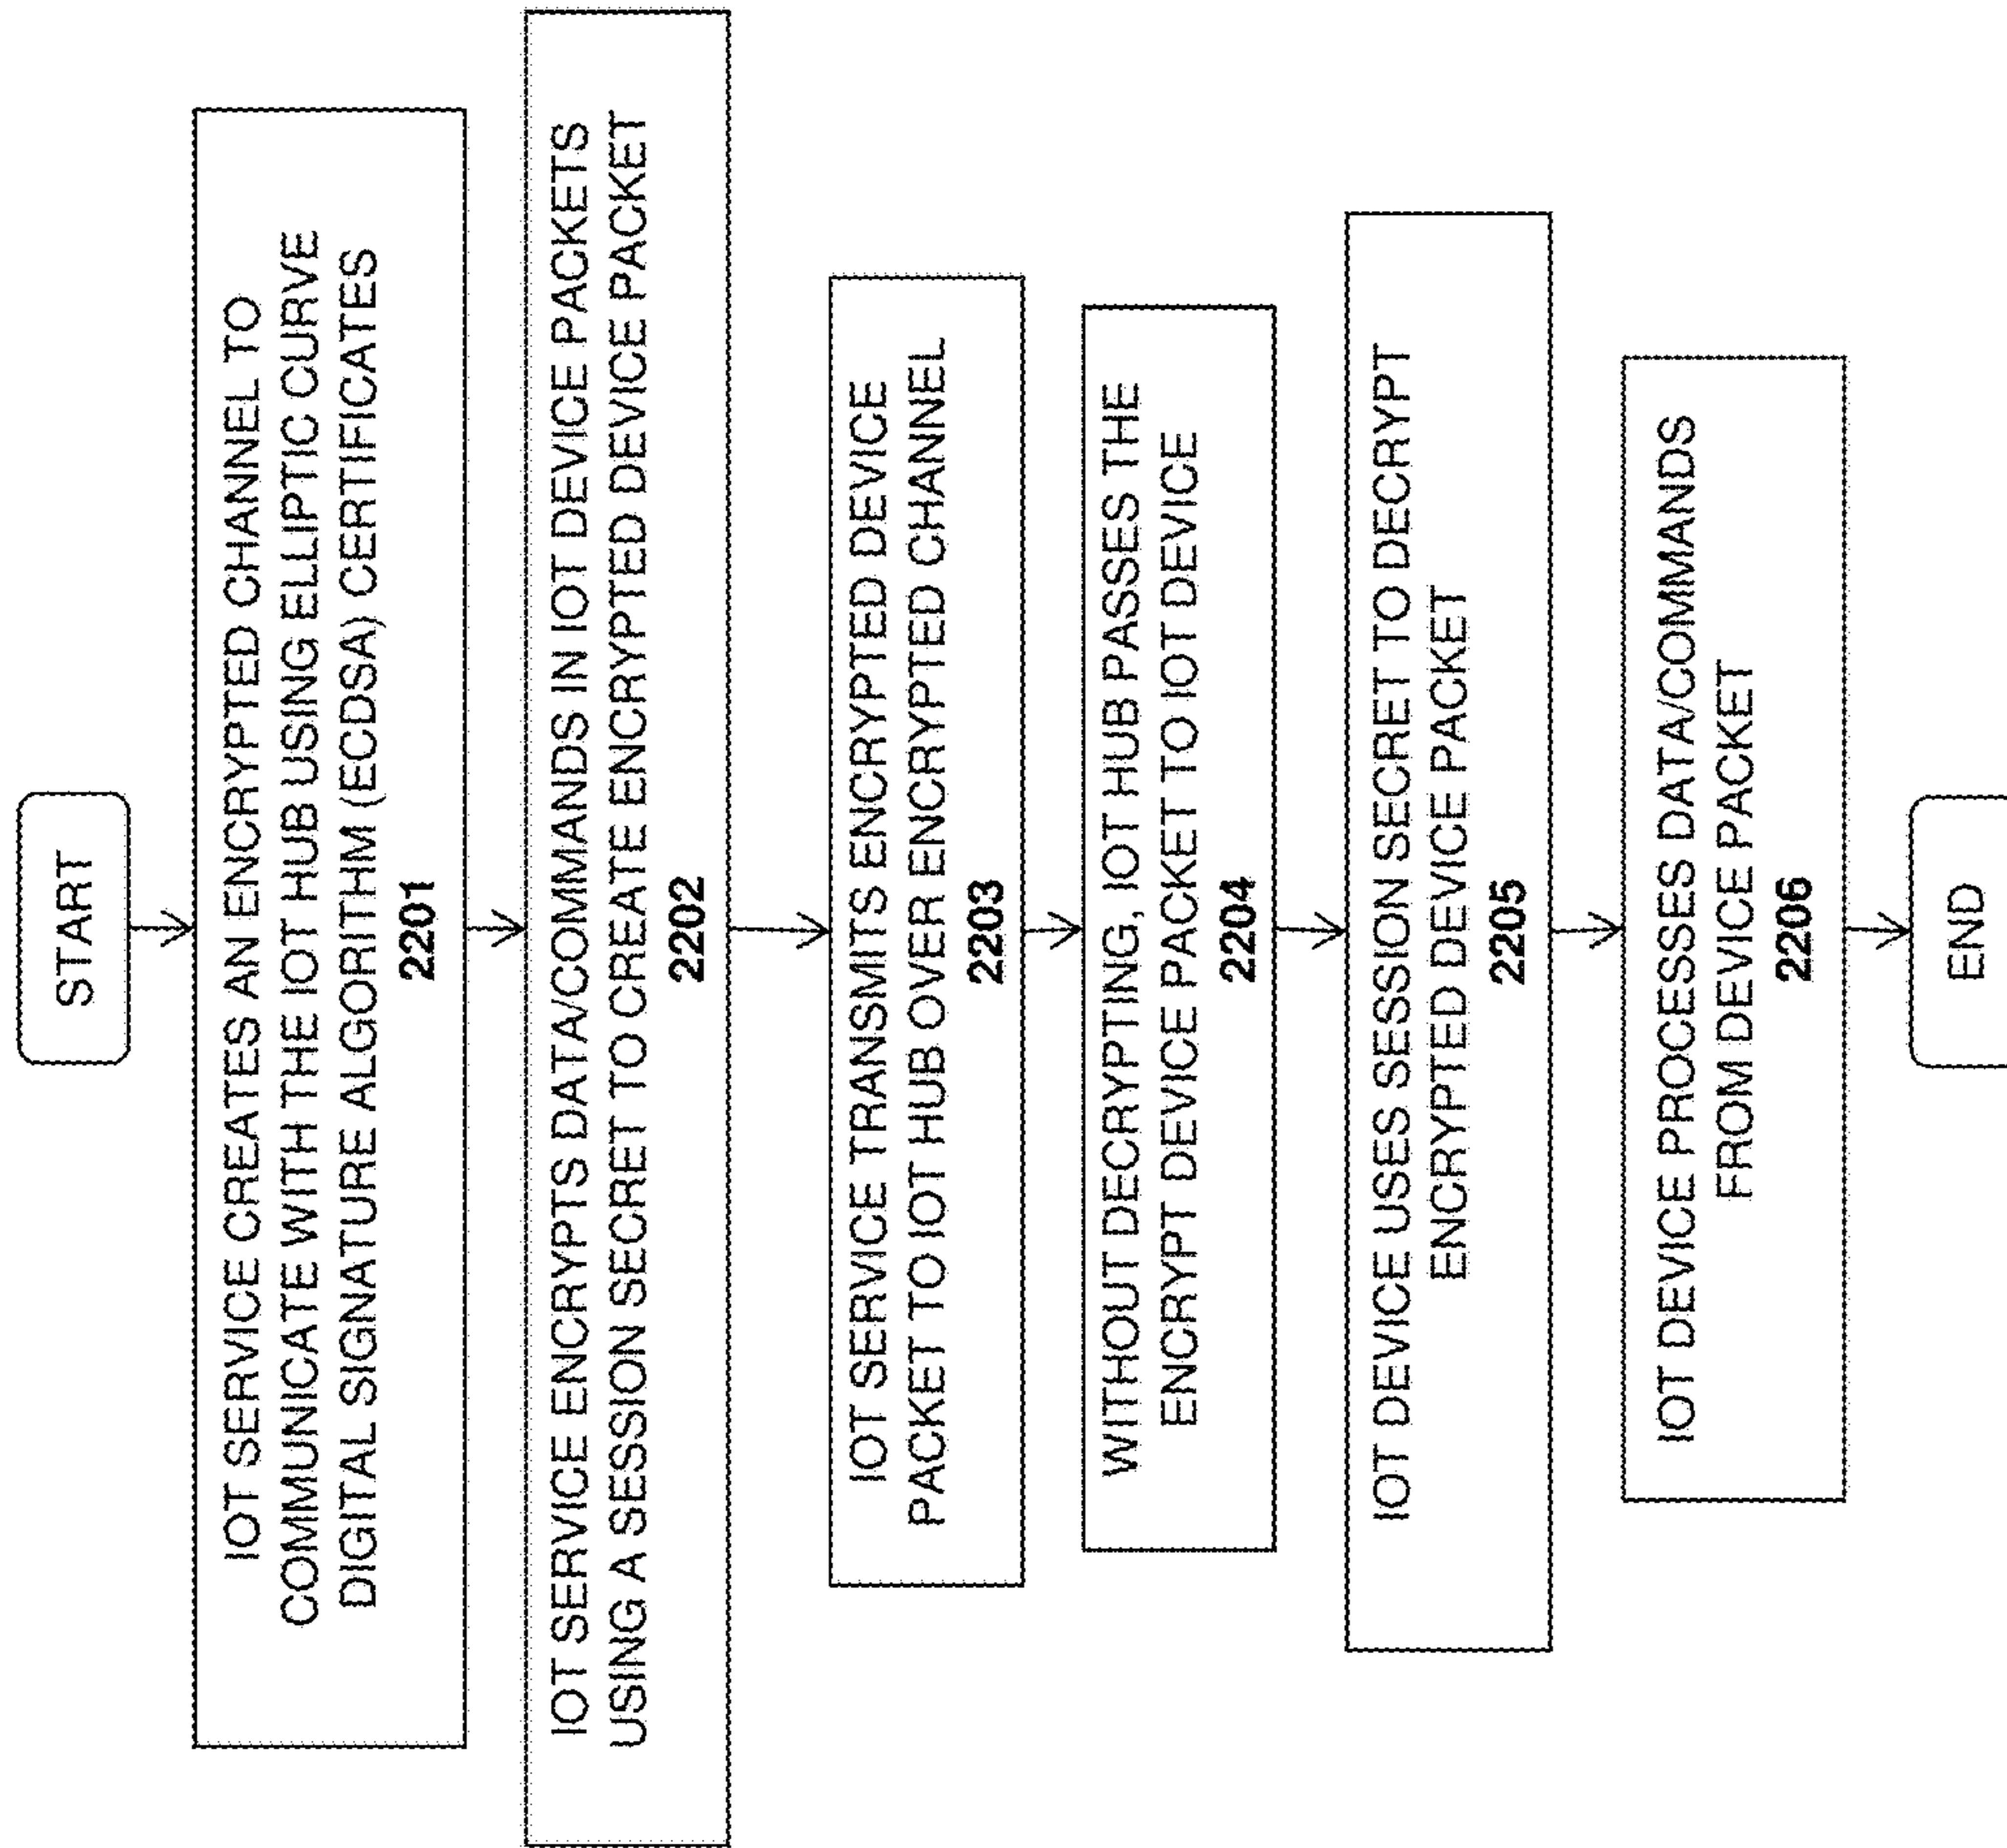 START
IOT SERVICE CREATES AN ENCRYPTED CHANNEL TO
COMMUNICATE WITH THE IOT HUB USING ELLIPTIC CURVE
DIGITAL SIGNATURE ALGORITHM (ECDSA) CERTIFICATES
2201
IOT SERVICE ENCRYPTS DATA/COMMANDS IN IOT DEVICE PACKETS
USING A SESSION SECRET TO CREATE ENCRYPTED DEVICE PACKET
2202
IOT SERVICE TRANSMITS ENCRYPTED DEVICE
PACKET TO IOT HUB OVER ENCRYPTED CHANNEL
2203
WITHOUT DECRYPTING, IOT HUB PASSES THE
ENCRYPT DEVICE PACKET TO IOT DEVICE
2204
IOT DEVICE USES SESSION SECRET TO DECRYPT
ENCRYPTED DEVICE PACKET
2205
IOT DEVICE PROCESSES DATA/COMMANDS
FROM DEVICE PACKET
2206
END